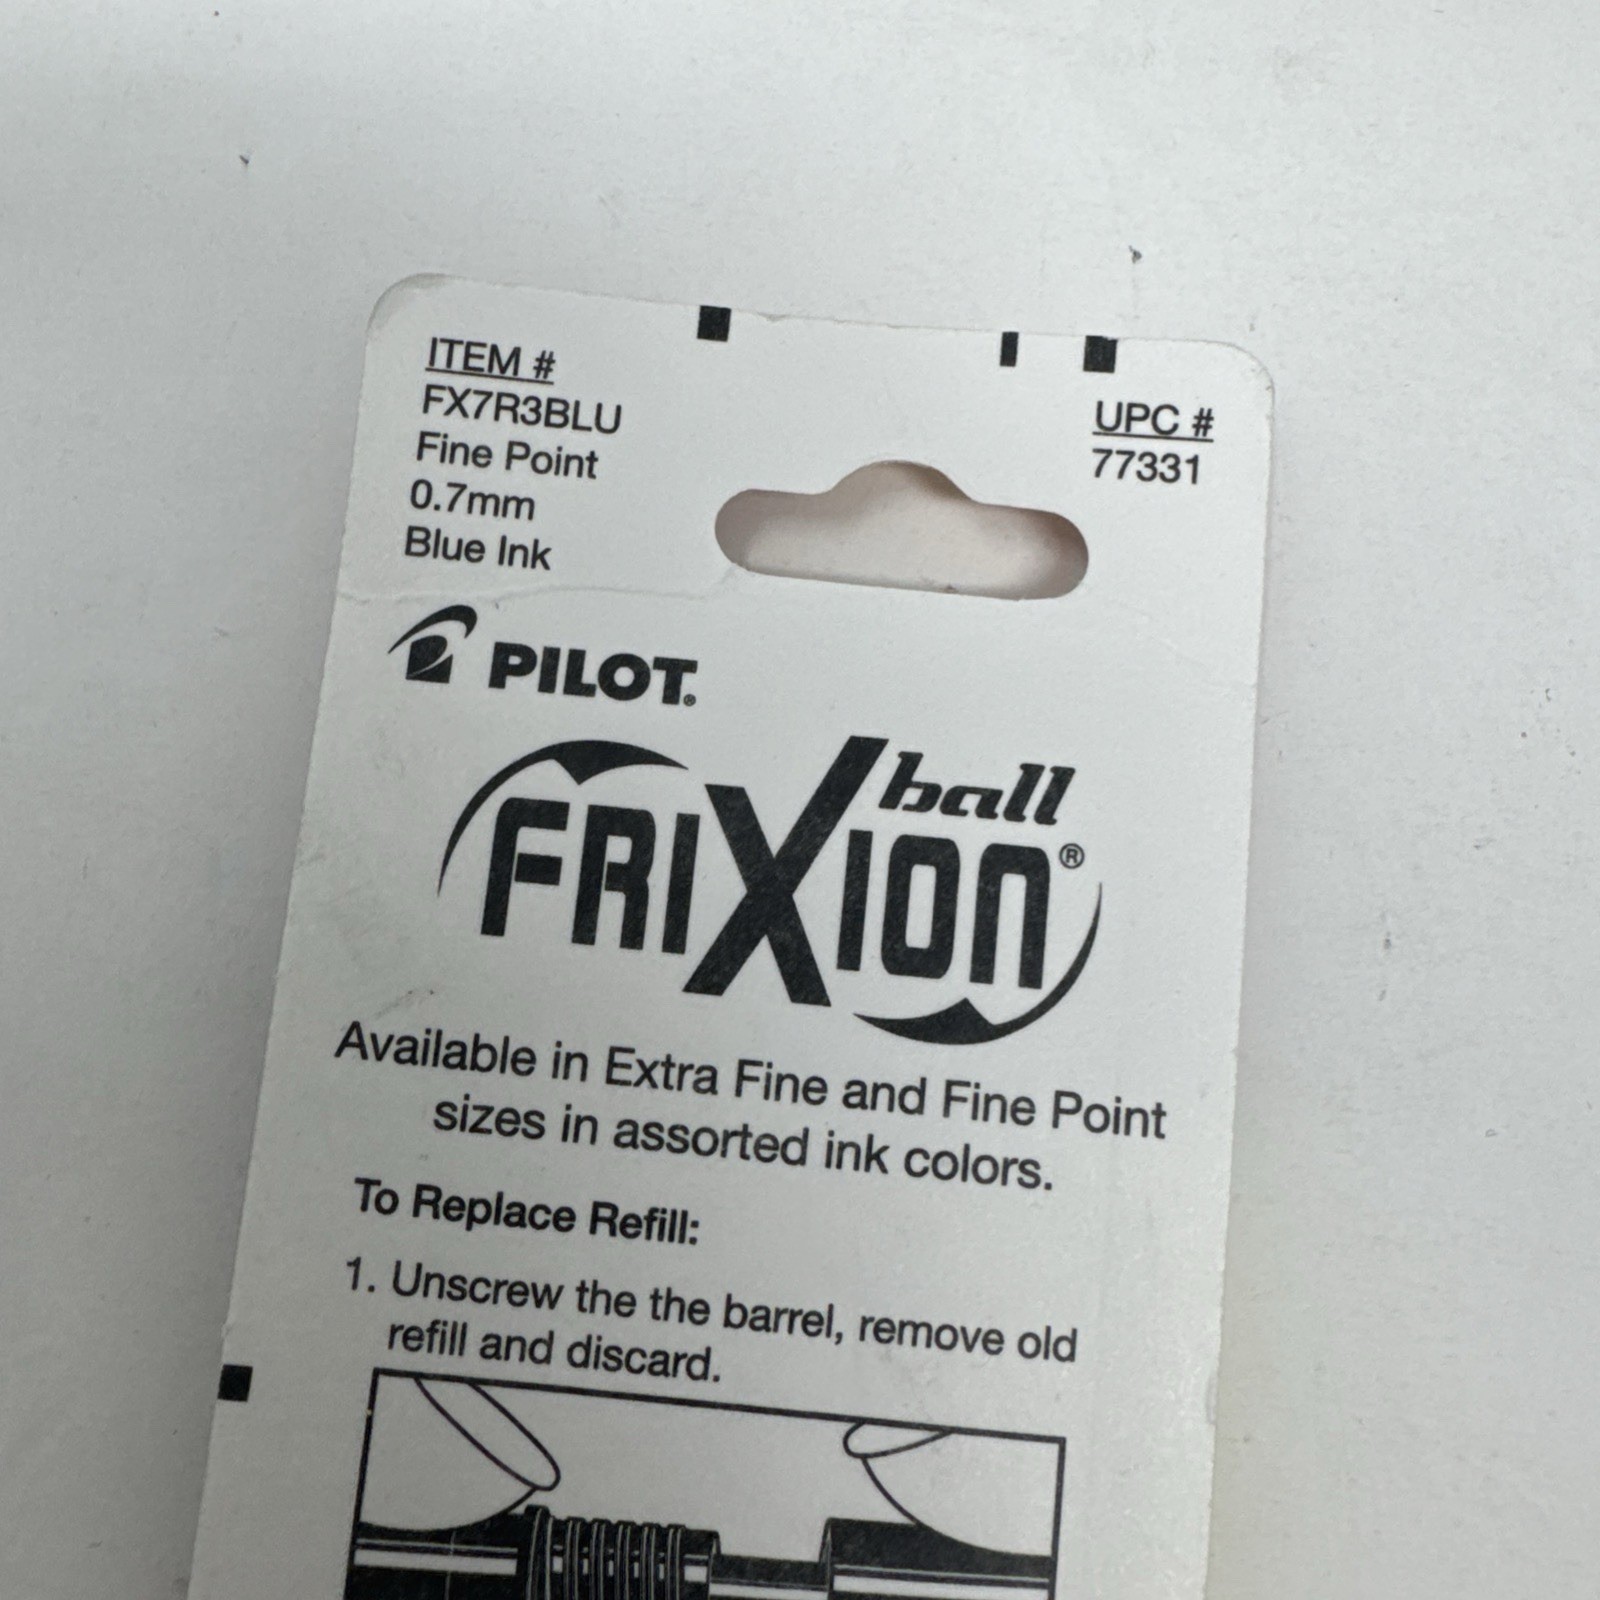 ITEM #
FX7R3BLU
Fine Point
0.7mm
Blue Ink
UPC #
77331
PILOT®
FRIXION ball®
Available in Extra Fine and Fine Point
sizes in assorted ink colors.
To Replace Refill:
1. Unscrew the the barrel, remove old
refill and discard.